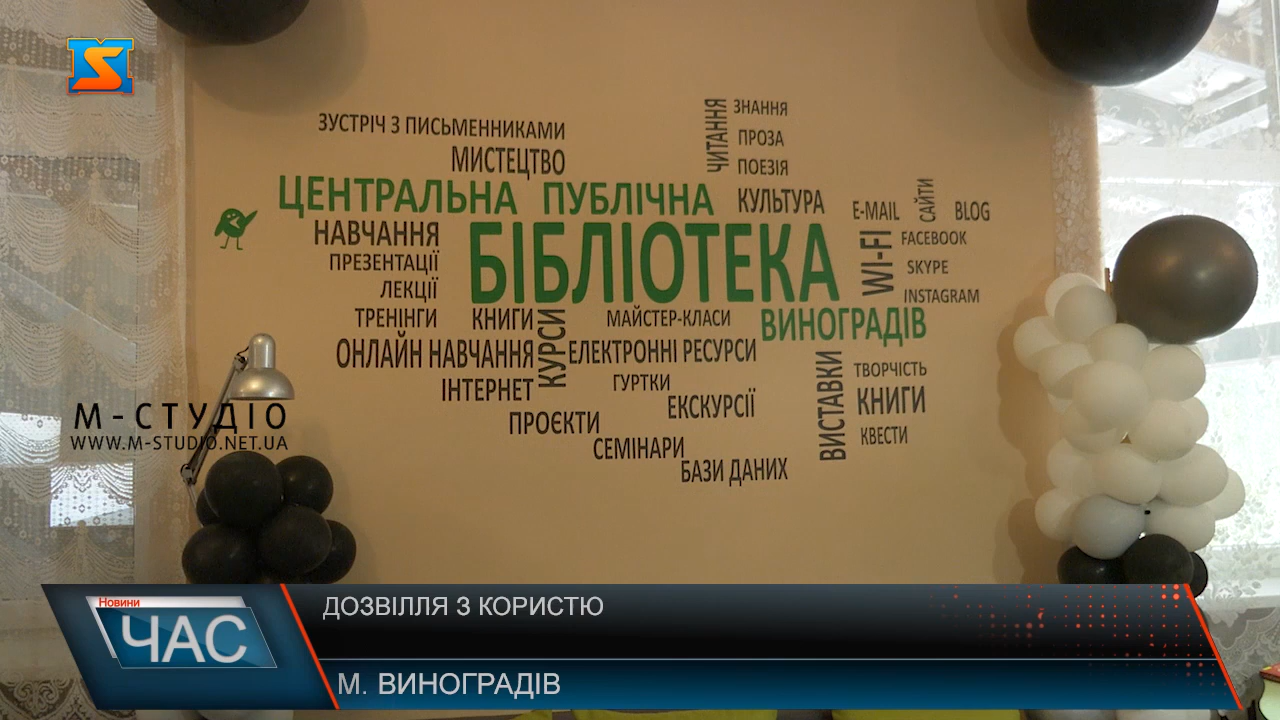 ЗУСТРІЧ З ПИСЬМЕННИКАМИ
МИСТЕЦТВО
ЧИТАННЯ
ЗНАННЯ
ПРОЗА
ПОЕЗІЯ
ЦЕНТРАЛЬНА ПУБЛІЧНА
КУЛЬТУРА
E-MAIL
САЙТИ
BLOG
НАВЧАННЯ
БІБЛІОТЕКА
WI-FI
FACEBOOK
ПРЕЗЕНТАЦІЇ
SKYPE
ЛЕКЦІЇ
INSTAGRAM
ТРЕНІНГИ
КНИГИ
КУРСИ
МАЙСТЕР-КЛАСИ
ВИНОГРАДІВ
ОНЛАЙН НАВЧАННЯ
ЕЛЕКТРОННІ РЕСУРСИ
ВИСТАВКИ
ТВОРЧІСТЬ
ІНТЕРНЕТ
ГУРТКИ
ЕКСКУРСІЇ
КНИГИ
ПРОЄКТИ
КВЕСТИ
СЕМІНАРИ
БАЗИ ДАНИХ
М-СТУДІО
WWW.M-STUDIO.NET.UA
Новини
ЧАС
ДОЗВІЛЛЯ З КОРИСТЮ
М. ВИНОГРАДІВ